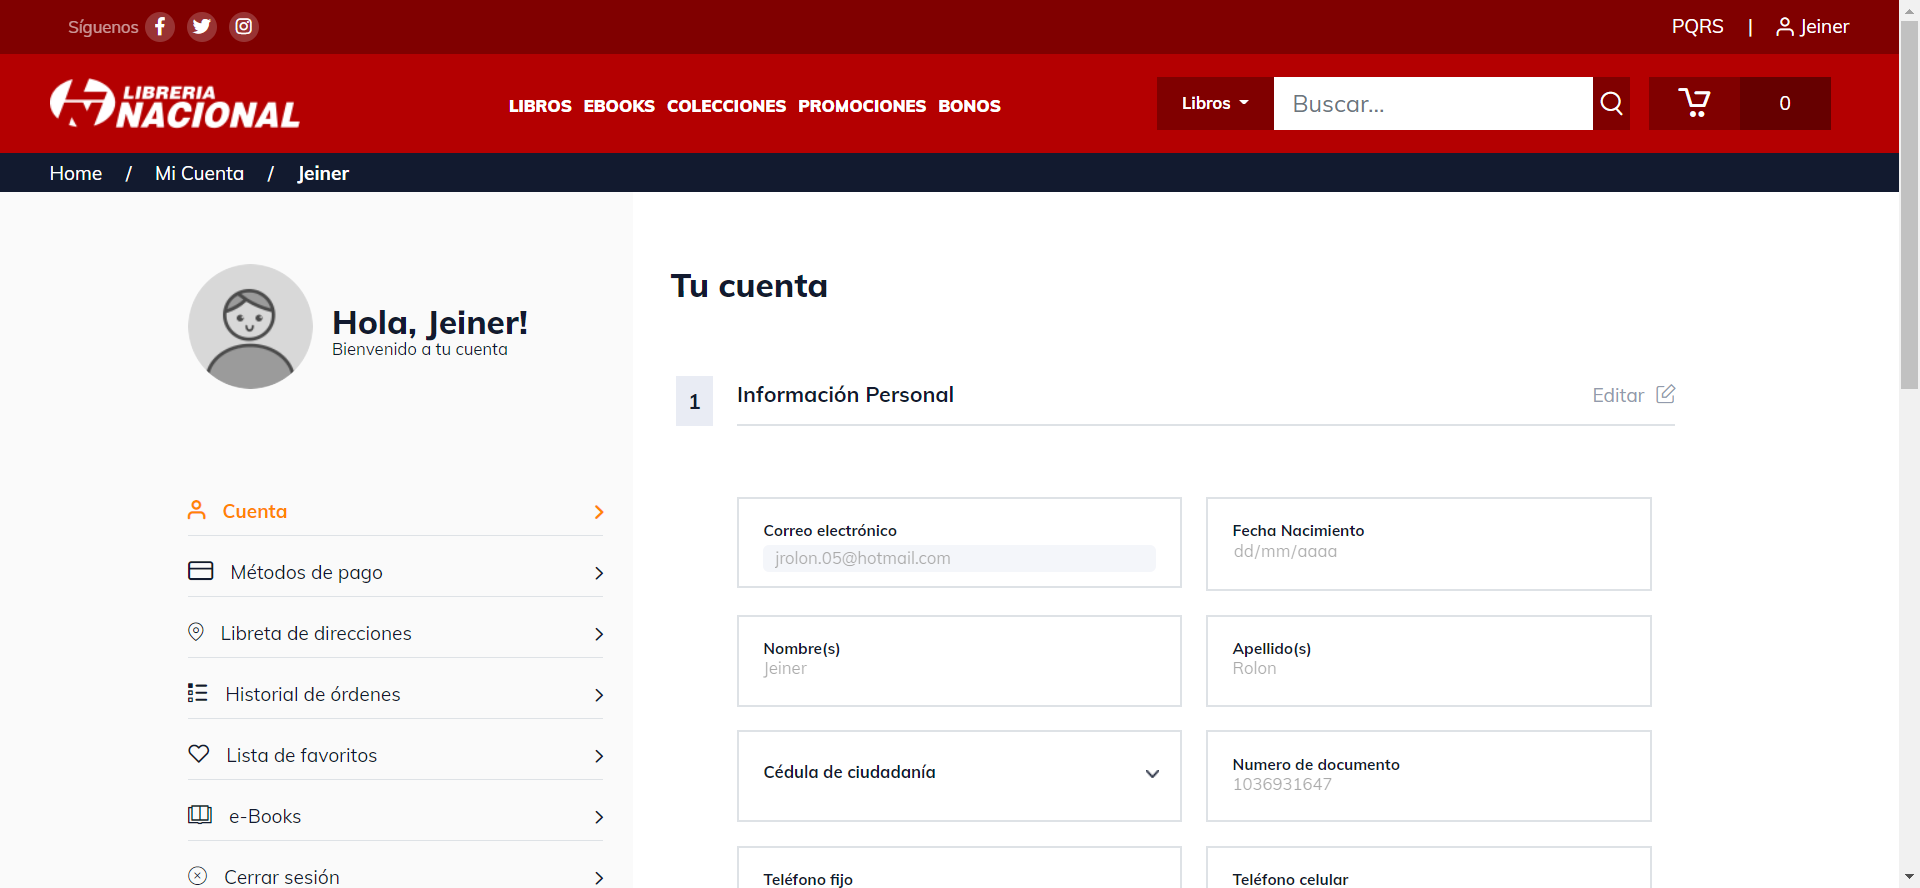 Síguenos
PQRS | Jeiner
LIBRERIA
NACIONAL
LIBROS EBOOKS COLECCIONES PROMOCIONES BONOS
Libros
Buscar...
0
Home / Mi Cuenta / Jeiner
Hola, Jeiner!
Bienvenido a tu cuenta
Cuenta
Métodos de pago
Libreta de direcciones
Historial de órdenes
Lista de favoritos
e-Books
Cerrar sesión
Tu cuenta
1 Información Personal
Editar
Correo electrónico
jrolon.05@hotmail.com
Fecha Nacimiento
dd/mm/aaaa
Nombre(s)
Jeiner
Apellido(s)
Rolon
Cédula de ciudadanía
Numero de documento
1036931647
Teléfono fijo
Teléfono celular